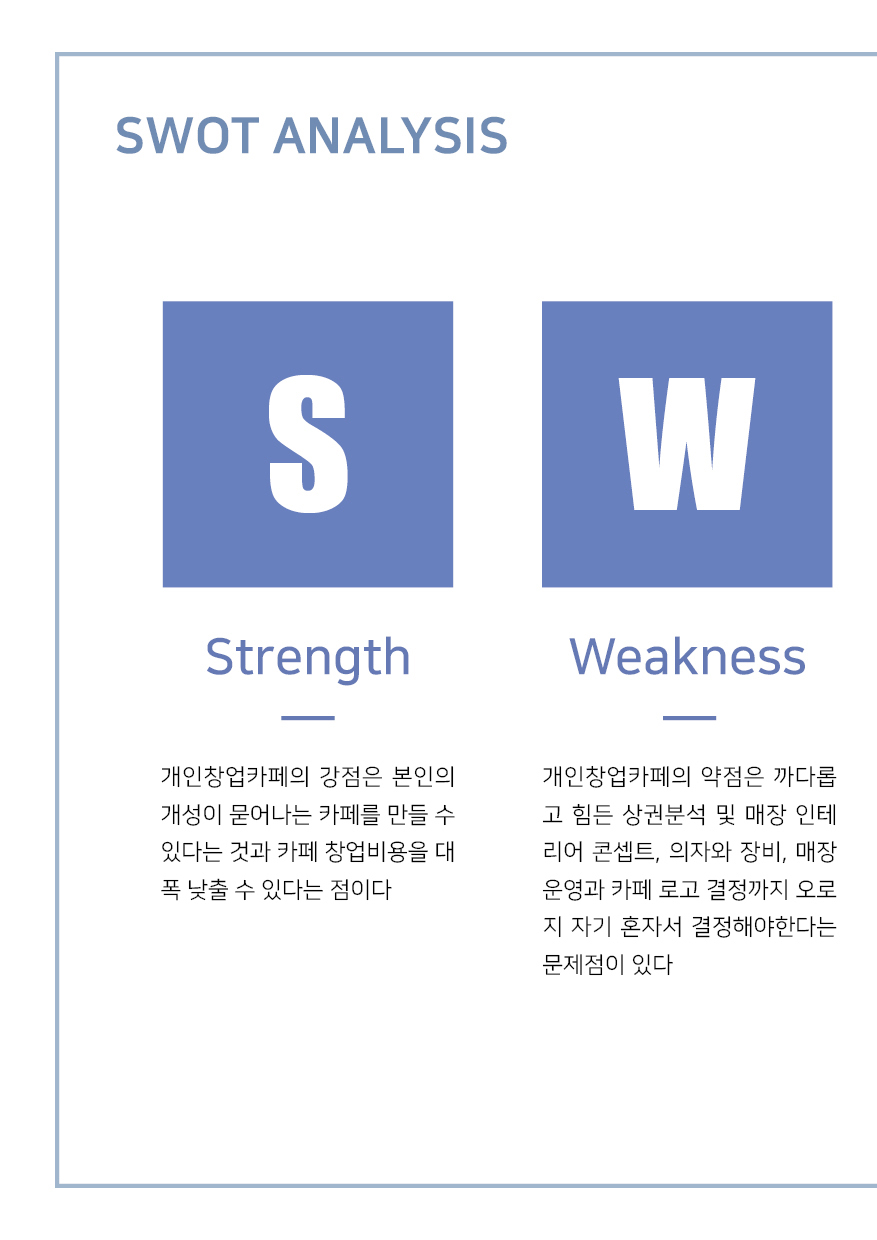 SWOT ANALYSIS
S
W
Strength
Weakness
개인창업카페의 강점은 본인의
개성이 묻어나는 카페를 만들 수
있다는 것과 카페 창업비용을 대
폭 낮출 수 있다는 점이다
개인창업카페의 약점은 까다롭
고 힘든 상권분석 및 매장 인테
리어 콘셉트, 의자와 장비, 매장
운영과 카페 로고 결정까지 오로
지 자기 혼자서 결정해야한다는
문제점이 있다